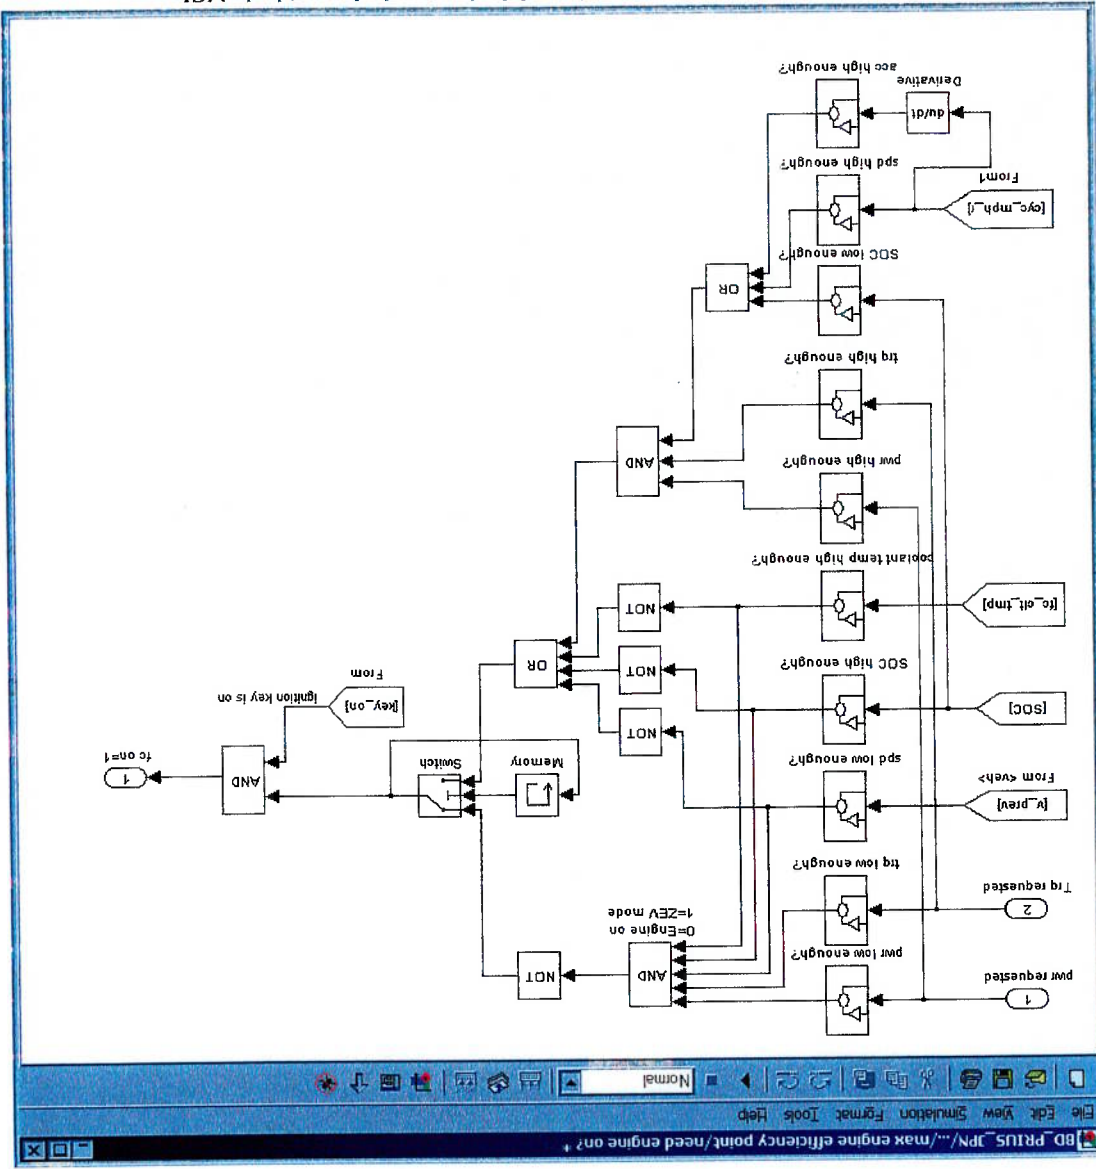 BD_PRIUS_JPN/.../max engine efficiency point/need engine on? *
File Edit View Simulation Format Tools Help
Normal
1
pwr requested
pwr low enough?
AND
0=Engine on
1=ZEV mode
NOT
2
Trq requested
trq low enough?
[v_prev]
From <veh>
spd low enough?
NOT
Memory
Switch
AND
1
fc on=1
[key_on]
From
Ignition key is on
[SOC]
SOC high enough?
NOT
OR
[fc_clt_tmp]
coolant temp high enough?
NOT
pwr high enough?
AND
trq high enough?
SOC low enough?
OR
[cyc_mph_r]
From1
spd high enough?
du/dt
Derivative
acc high enough?